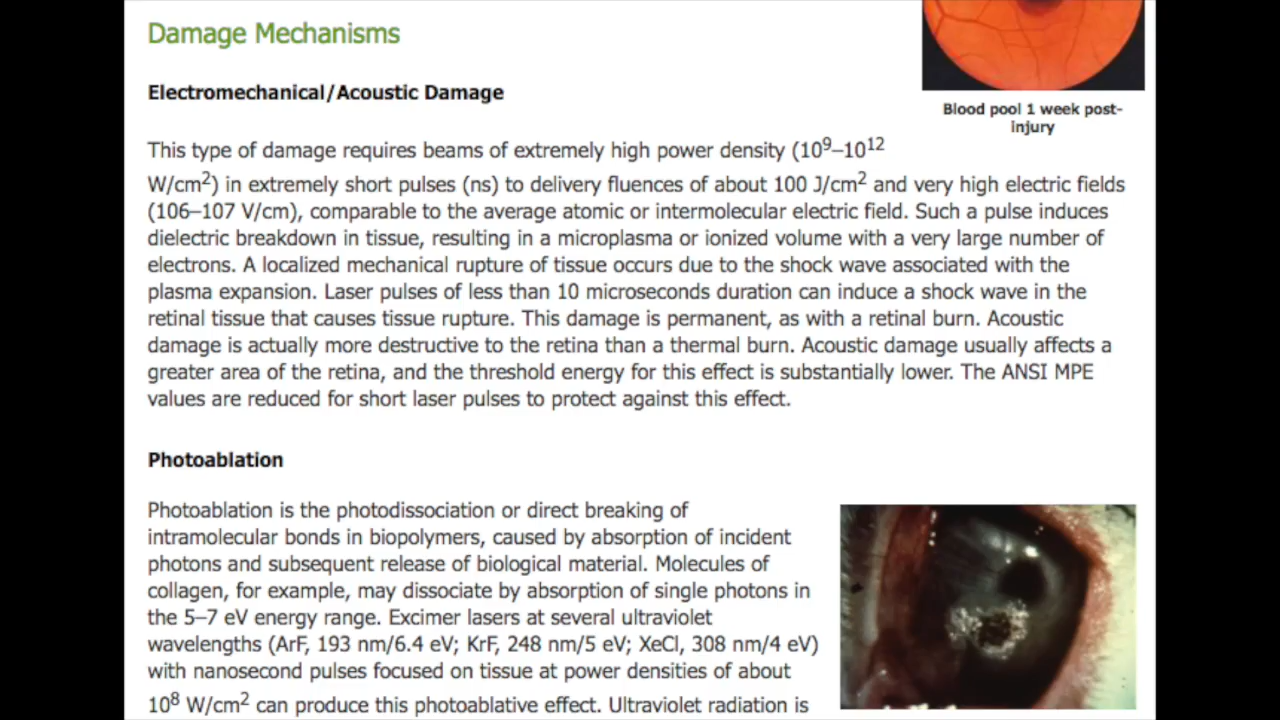 Damage Mechanisms
Electromechanical/Acoustic Damage
Blood pool 1 week post-
injury
This type of damage requires beams of extremely high power density (10⁹–10¹²
W/cm²) in extremely short pulses (ns) to delivery fluences of about 100 J/cm² and very high electric fields
(106–107 V/cm), comparable to the average atomic or intermolecular electric field. Such a pulse induces
dielectric breakdown in tissue, resulting in a microplasma or ionized volume with a very large number of
electrons. A localized mechanical rupture of tissue occurs due to the shock wave associated with the
plasma expansion. Laser pulses of less than 10 microseconds duration can induce a shock wave in the
retinal tissue that causes tissue rupture. This damage is permanent, as with a retinal burn. Acoustic
damage is actually more destructive to the retina than a thermal burn. Acoustic damage usually affects a
greater area of the retina, and the threshold energy for this effect is substantially lower. The ANSI MPE
values are reduced for short laser pulses to protect against this effect.
Photoablation
Photoablation is the photodissociation or direct breaking of
intramolecular bonds in biopolymers, caused by absorption of incident
photons and subsequent release of biological material. Molecules of
collagen, for example, may dissociate by absorption of single photons in
the 5–7 eV energy range. Excimer lasers at several ultraviolet
wavelengths (ArF, 193 nm/6.4 eV; KrF, 248 nm/5 eV; XeCl, 308 nm/4 eV)
with nanosecond pulses focused on tissue at power densities of about
10⁸ W/cm² can produce this photoablative effect. Ultraviolet radiation is